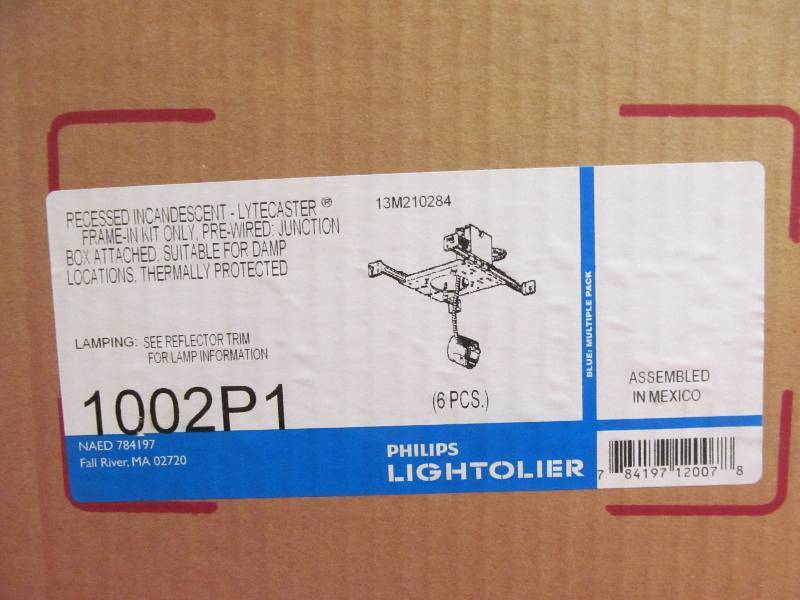 RECESSED INCANDESCENT - LYTECASTER ®
FRAME-IN KIT ONLY, PRE-WIRED: JUNCTION
BOX ATTACHED, SUITABLE FOR DAMP
LOCATIONS, THERMALLY PROTECTED
13M210284
LAMPING: SEE REFLECTOR TRIM
FOR LAMP INFORMATION
1002P1
(6 PCS.)
BLUE: MULTIPLE PACK
ASSEMBLED
IN MEXICO
NAED 784197
Fall River, MA 02720
PHILIPS
LIGHTOLIER
7 84197 12007 8